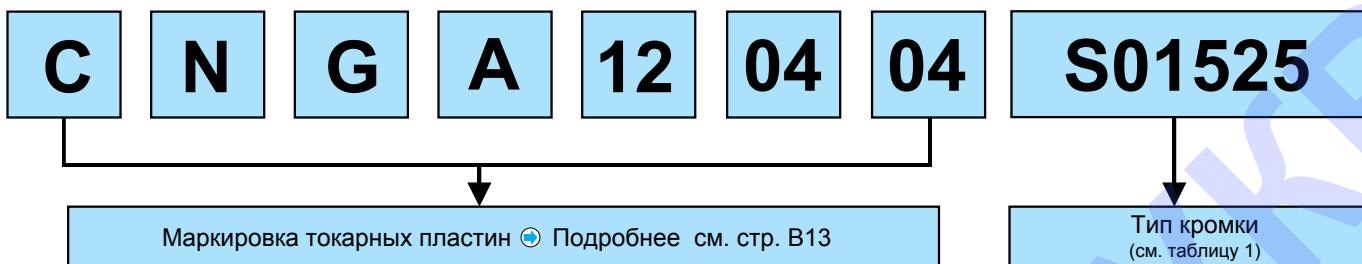 C N G A 12 04 04 S01525
Маркировка токарных пластин Подробнее см. стр. B13
Тип кромки
(см. таблицу 1)